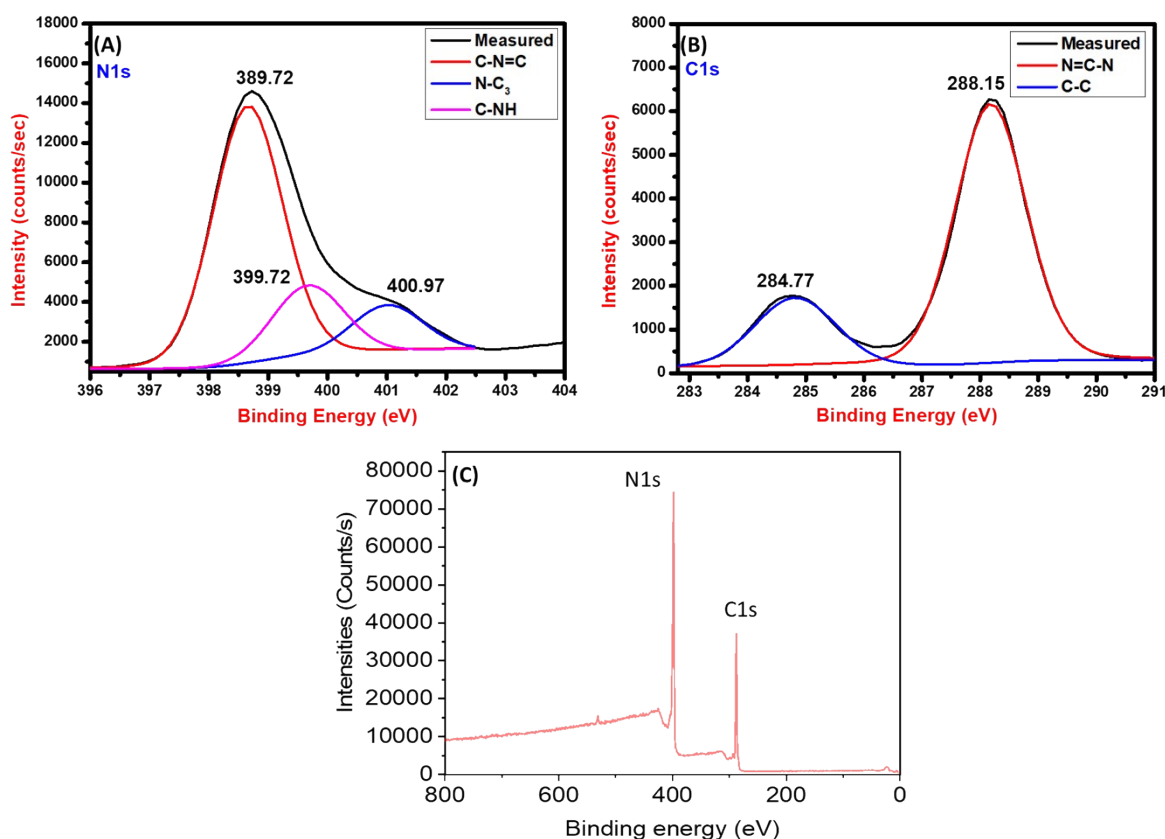 (A)
N1s
389.72
399.72
400.97
Measured
C-N=C
N-C₃
C-NH
Intensity (counts/sec)
16000
14000
12000
10000
18000
6000
4000
2000
396 397 398 399 400 401 402 403 404
Binding Energy (eV)
(B)
C1s
284.77
288.15
Measured
N=C-N
C-C
Intensity (counts/sec)
8000
7000
6000
5000
4000
3000
2000
1000
0
283 284 285 286 287 288 289 290 291
Binding Energy (eV)
(C)
N1s
C1s
Intensities (Counts/s)
80000
70000
60000
50000
40000
30000
20000
10000
0
800 600 400 200 0
Binding energy (eV)